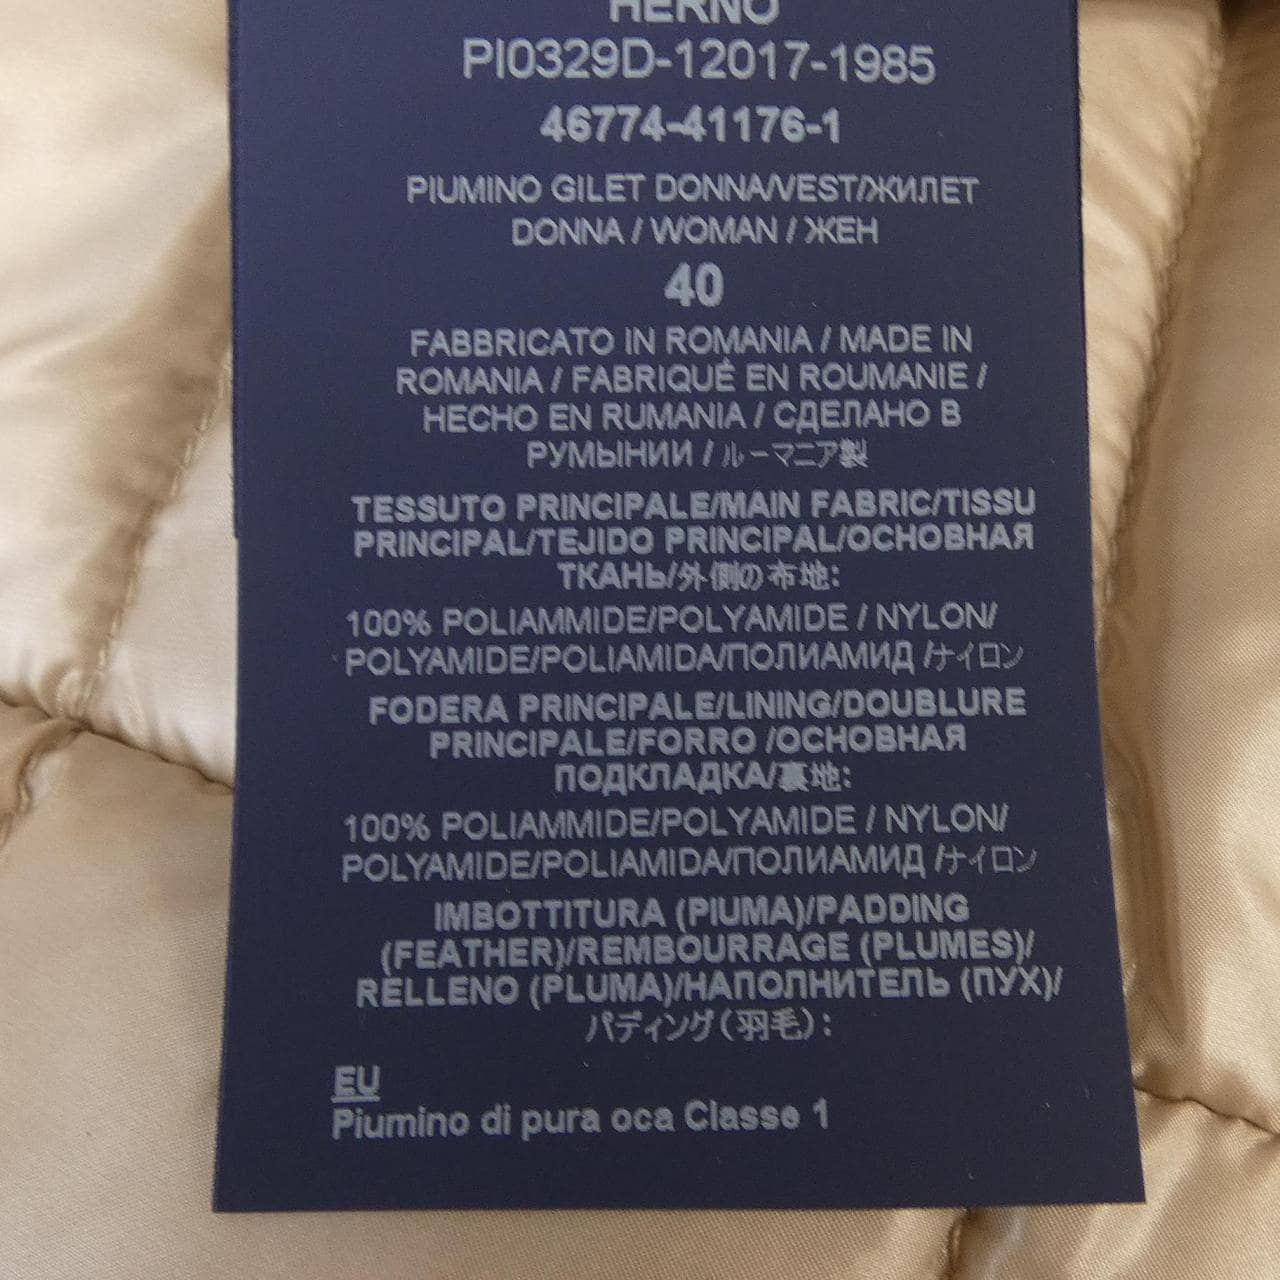 HERNO
PI0329D-12017-1985
46774-41176-1
PIUMINO GILET DONNA/VEST/ЖИЛЕТ
DONNA / WOMAN / ЖЕН
40
FABBRICATO IN ROMANIA / MADE IN
ROMANIA / FABRIQUÉ EN ROUMANIE /
HECHO EN RUMANIA / СДЕЛАНО В
РУМЫНИИ / ルーマニア製
TESSUTO PRINCIPALE/MAIN FABRIC/TISSU
PRINCIPAL/TEJIDO PRINCIPAL/ОСНОВНАЯ
ТКАНЬ/外側の布地:
100% POLIAMMIDE/POLYAMIDE / NYLON/
POLYAMIDE/POLIAMIDA/ПОЛИАМИД /ナイロン
FODERA PRINCIPALE/LINING/DOUBLURE
PRINCIPALE/FORRO /ОСНОВНАЯ
ПОДКЛАДКА/裏地:
100% POLIAMMIDE/POLYAMIDE / NYLON/
POLYAMIDE/POLIAMIDA/ПОЛИАМИД /ナイロン
IMBOTTITURA (PIUMA)/PADDING
(FEATHER)/REMBOURRAGE (PLUMES)/
RELLENO (PLUMA)/НАПОЛНИТЕЛЬ (ПУХ)/
パディング(羽毛):
EU
Piumino di pura oca Classe 1